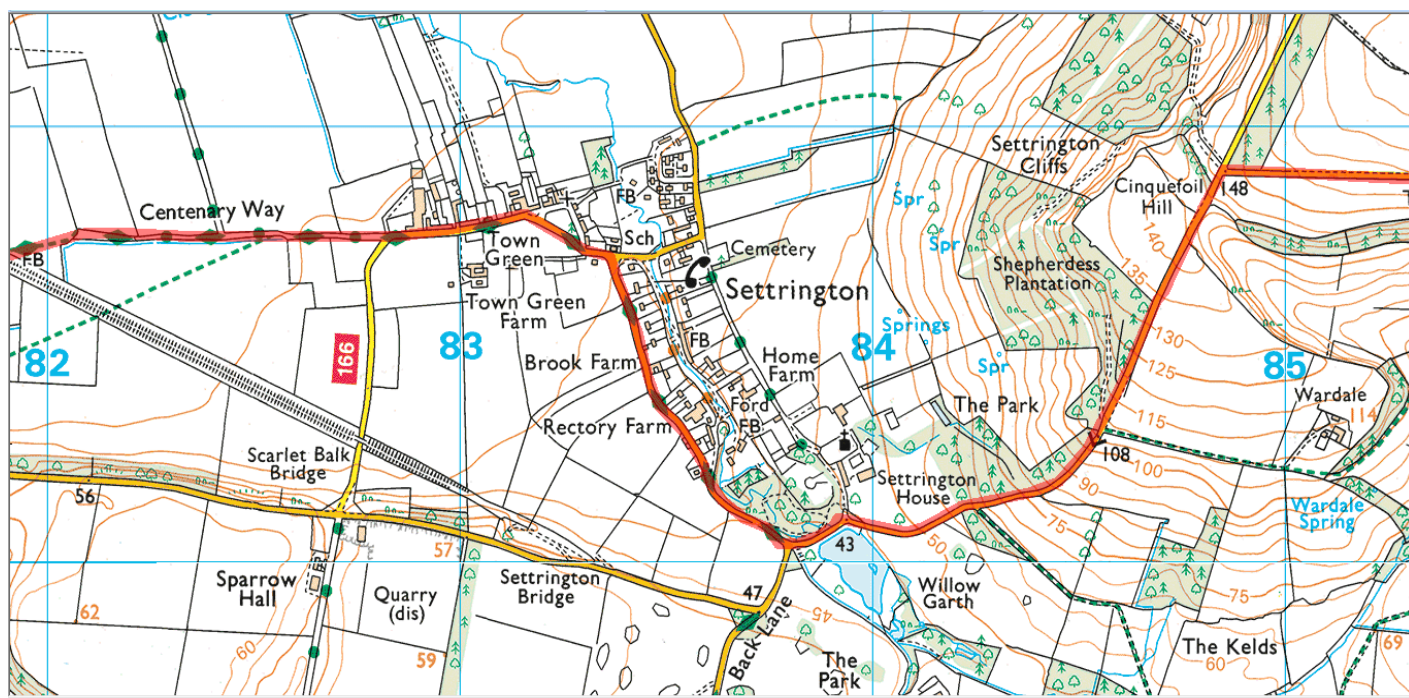 Settrington
Cliffs
Cinquefoil
Hill
148
Centenary Way
FB
Spr
140
Sch
Town
Green
Cemetery
Spr
135
FB
Shepherdess
Plantation
Settrington
Town Green
Farm
130
82
166
83
Springs
84
85
FB
Brook Farm
Home
Farm
Spr
125
Wardale
114
Ford
The Park
115
FB
Rectory Farm
Scarlet Balk
Bridge
108
100
Settrington
House
90
56
Wardale
Spring
75
57
43
50
Settrington
Bridge
Willow
Garth
Sparrow
Hall
Quarry
(dis)
47
75
62
45
Back Lane
60
59
The
Park
The Kelds
60
69